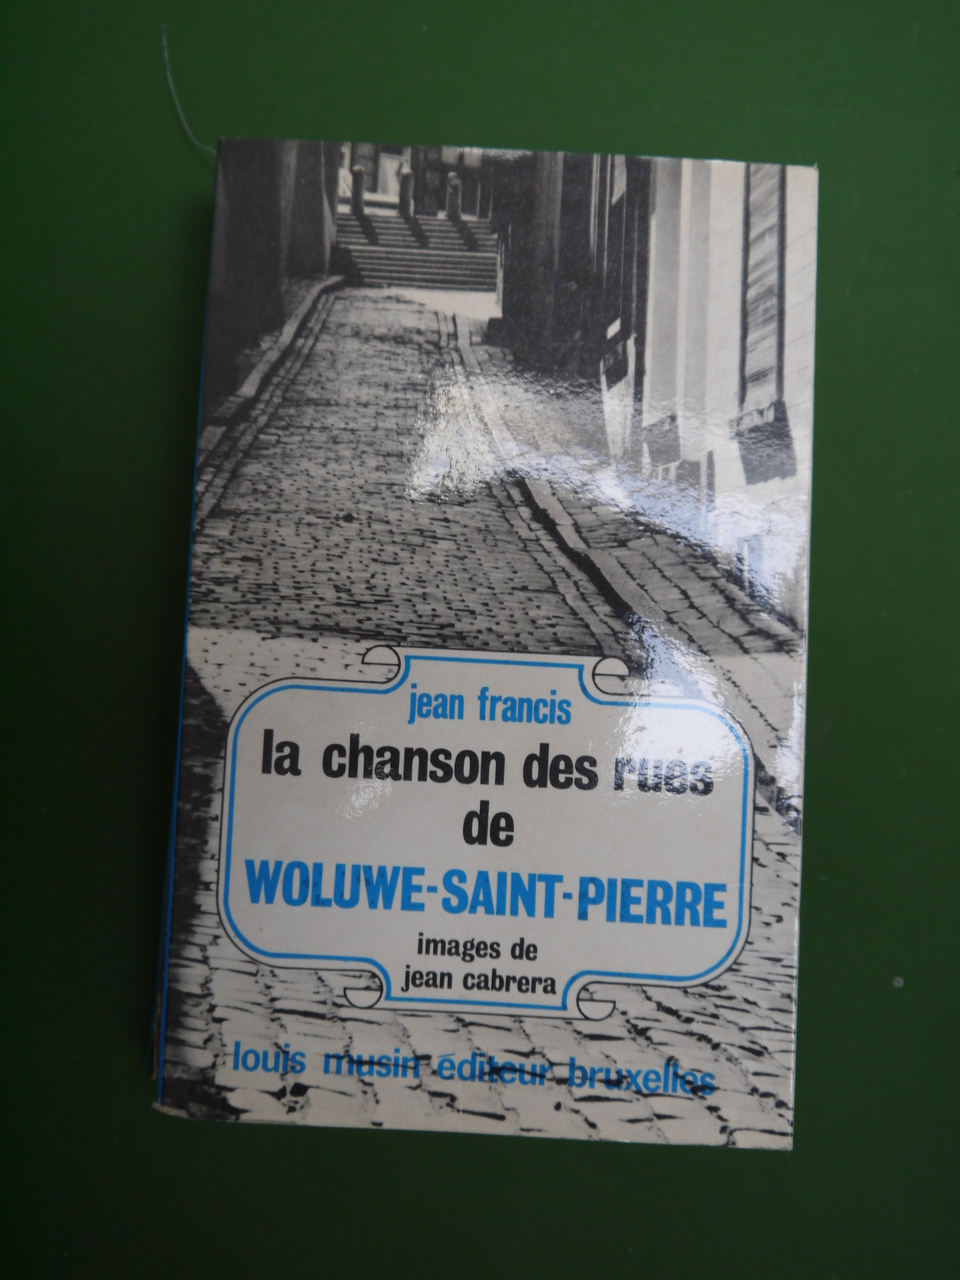 jean francis
la chanson des rues
de
WOLUWE-SAINT-PIERRE
images de
jean cabrera
louis musin éditeur bruxelles